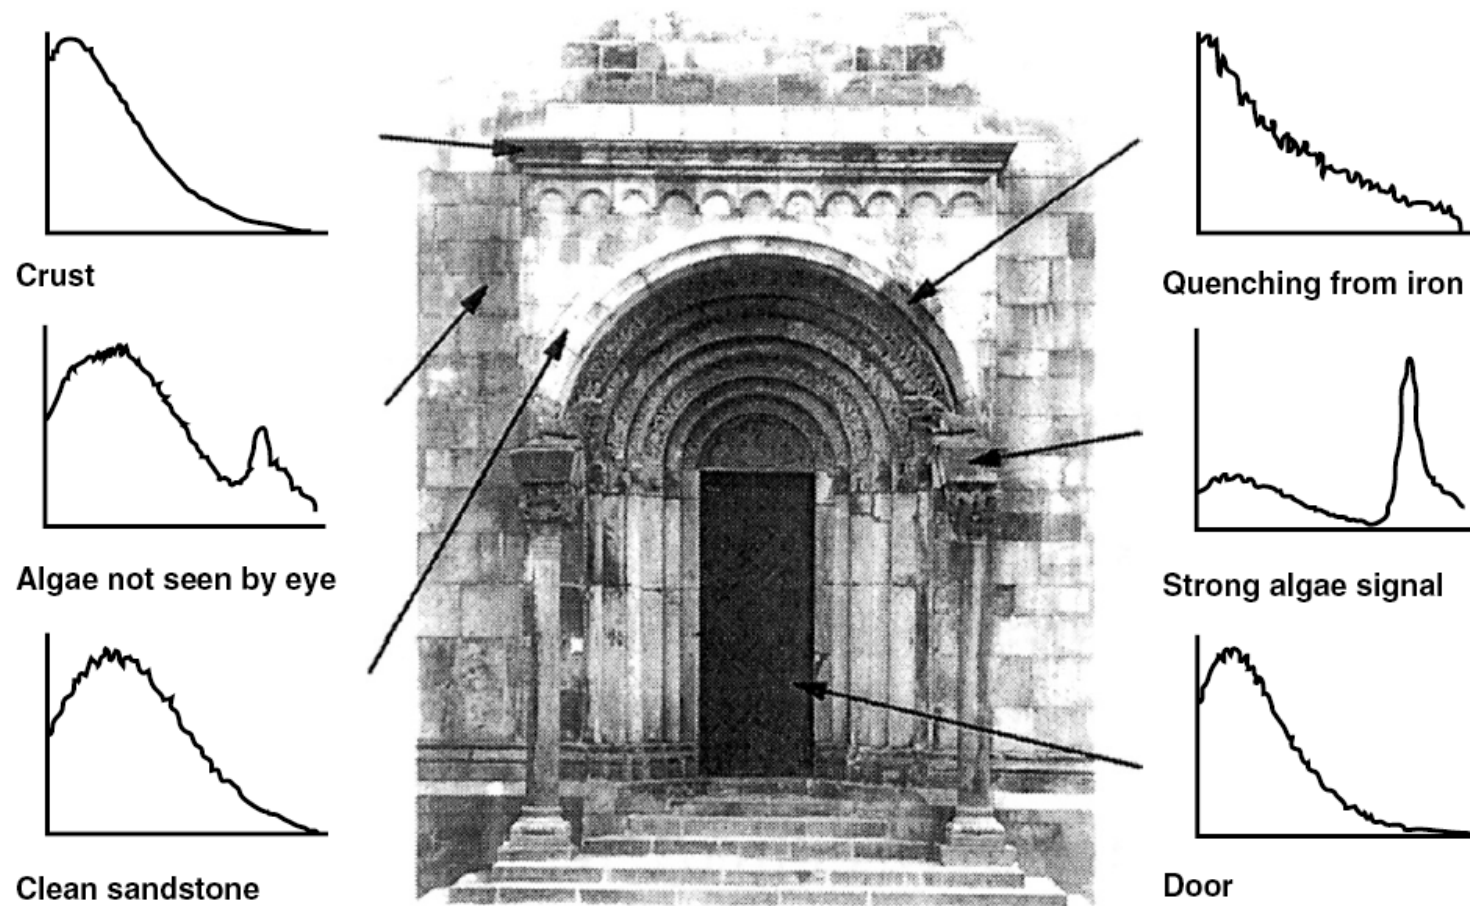 Crust
Quenching from iron
Algae not seen by eye
Strong algae signal
Clean sandstone
Door